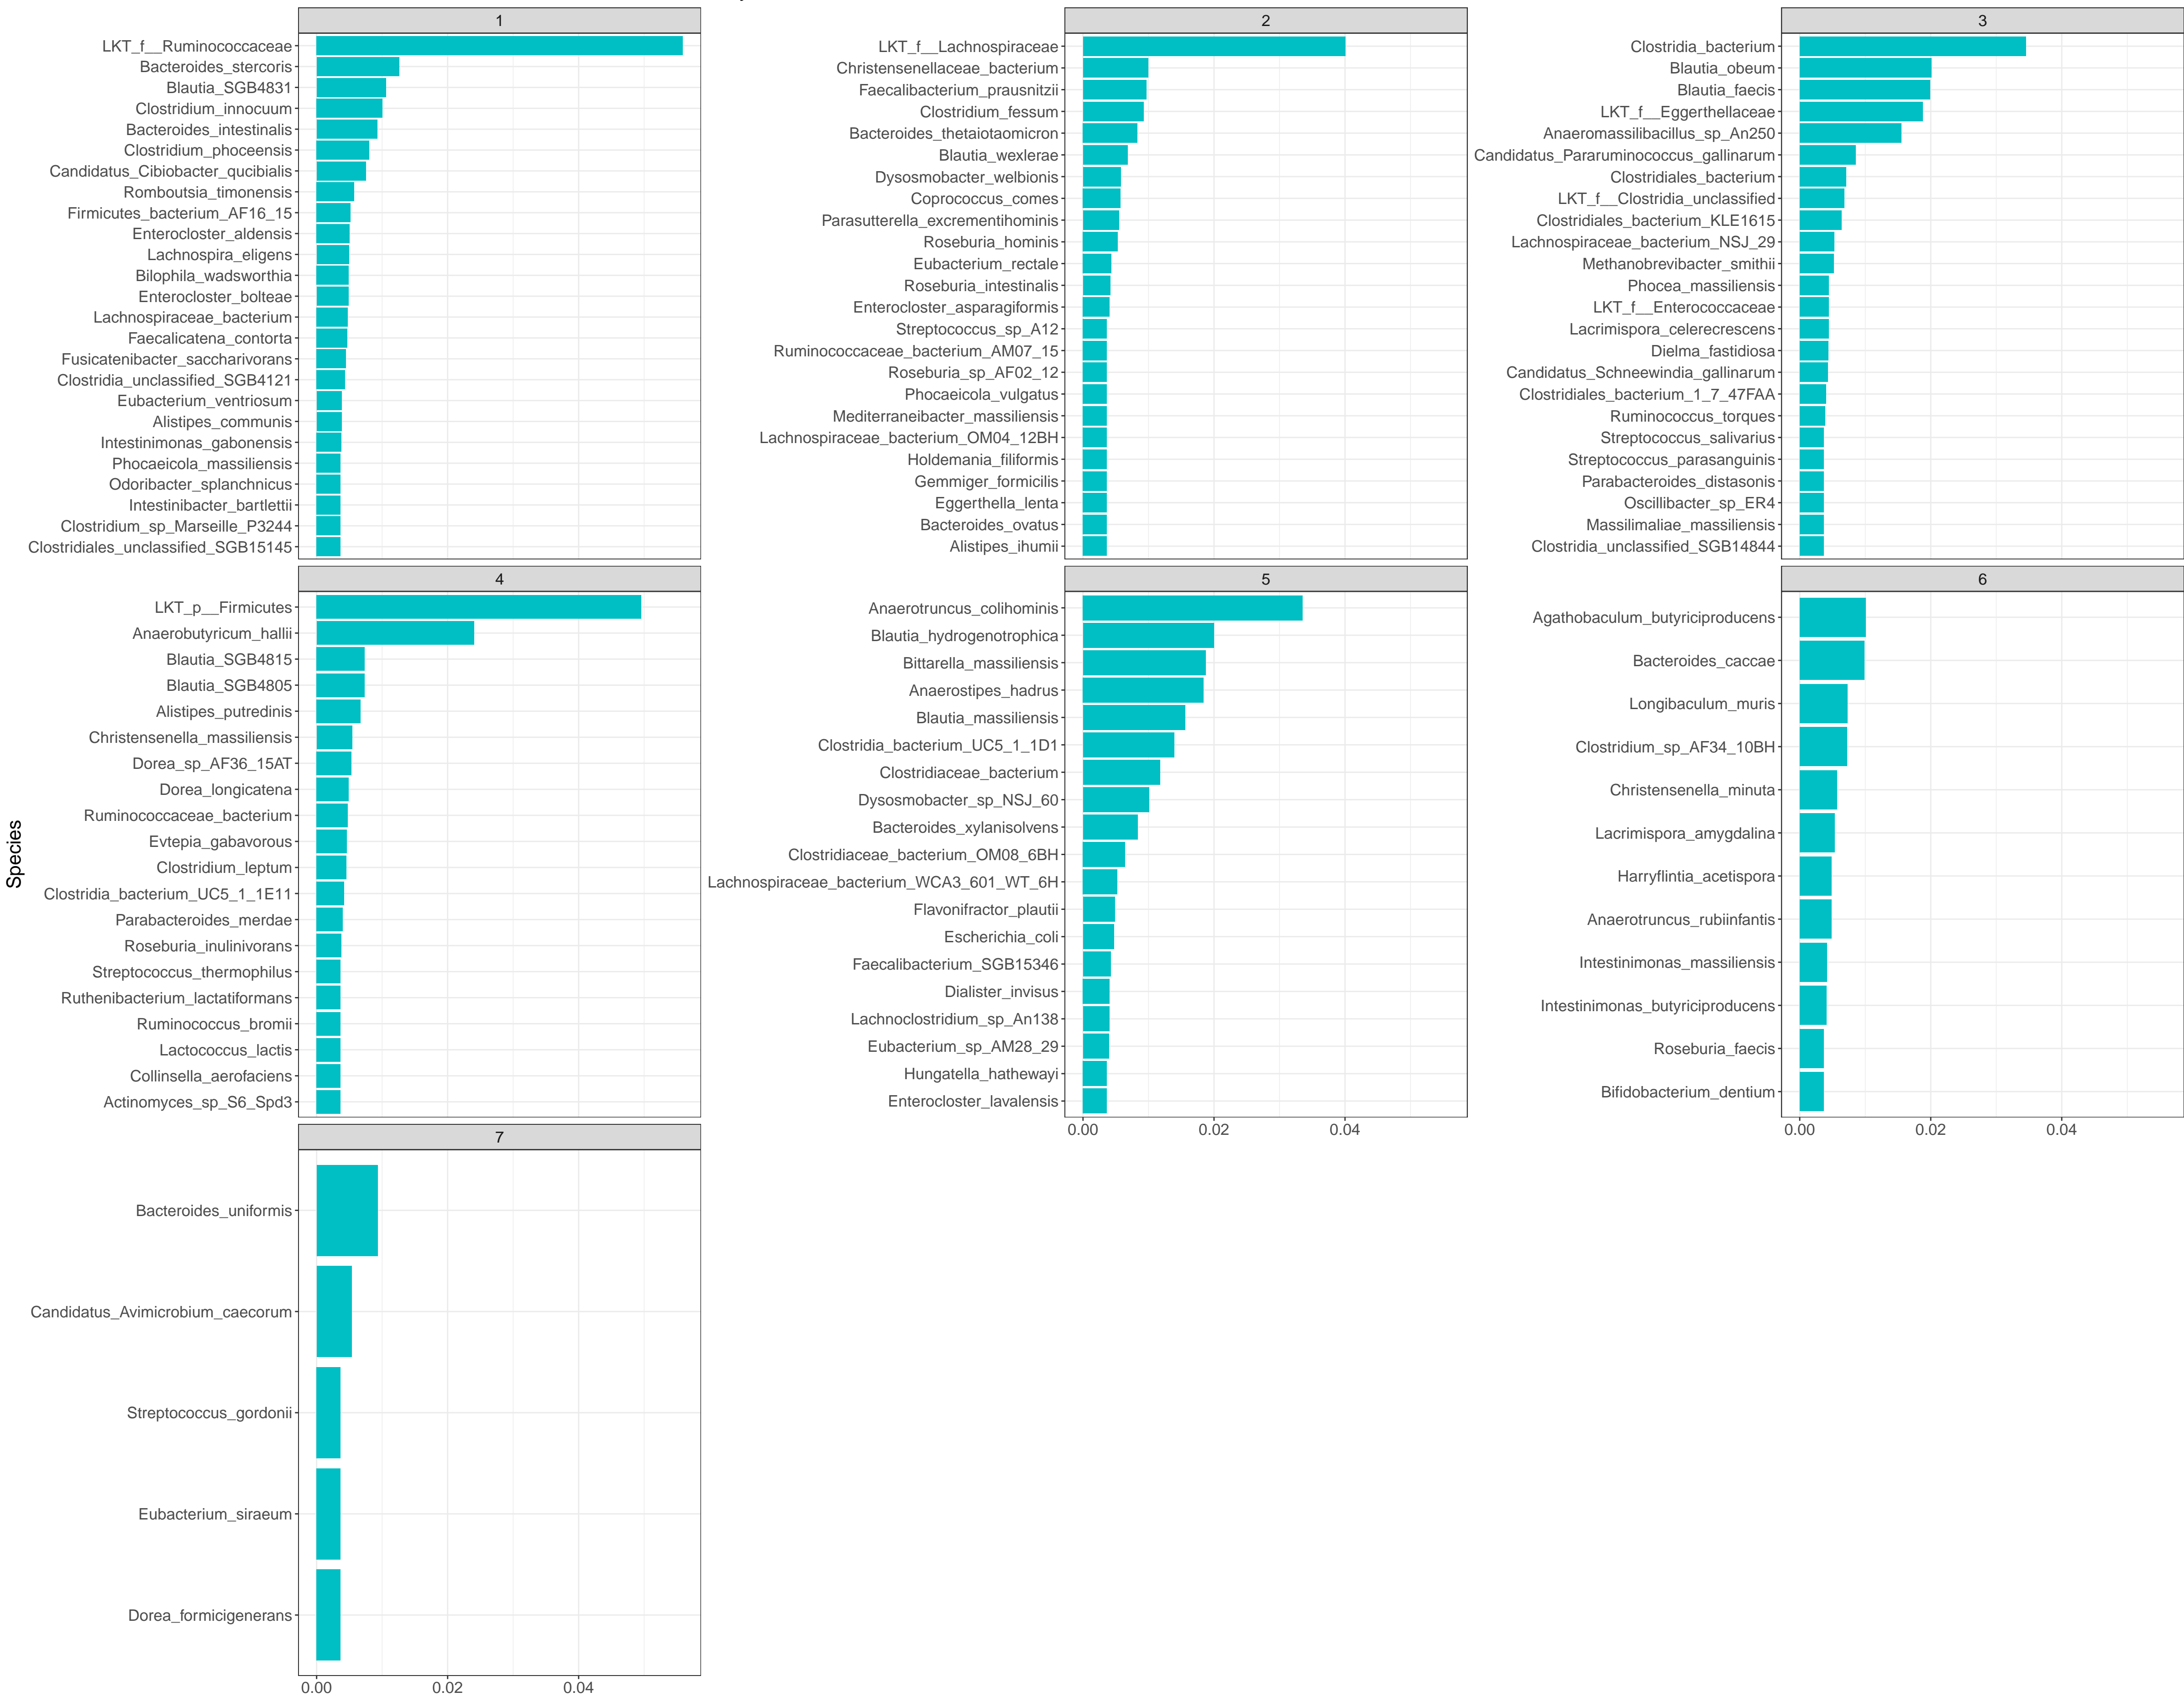 1
LKT_f__Ruminococcaceae
Bacteroides_stercoris
Blautia_SGB4831
Clostridium_innocuum
Bacteroides_intestinalis
Clostridium_phoceensis
Candidatus_Cibiobacter_qucibialis
Romboutsia_timonensis
Firmicutes_bacterium_AF16_15
Enterocloster_aldensis
Lachnospira_eligens
Bilophila_wadsworthia
Enterocloster_bolteae
Lachnospiraceae_bacterium
Faecalicatena_contorta
Fusicatenibacter_saccharivorans
Clostridia_unclassified_SGB4121
Eubacterium_ventriosum
Alistipes_communis
Intestinimonas_gabonensis
Phocaeicola_massiliensis
Odoribacter_splanchnicus
Intestinibacter_bartlettii
Clostridium_sp_Marseille_P3244
Clostridiales_unclassified_SGB15145
2
LKT_f__Lachnospiraceae
Christensenellaceae_bacterium
Faecalibacterium_prausnitzii
Clostridium_fessum
Bacteroides_thetaiotaomicron
Blautia_wexlerae
Dysosmobacter_welbionis
Coprococcus_comes
Parasutterella_excrementihominis
Roseburia_hominis
Eubacterium_rectale
Roseburia_intestinalis
Enterocloster_asparagiformis
Streptococcus_sp_A12
Ruminococcaceae_bacterium_AM07_15
Roseburia_sp_AF02_12
Phocaeicola_vulgatus
Mediterraneibacter_massiliensis
Lachnospiraceae_bacterium_OM04_12BH
Holdemania_filiformis
Gemmiger_formicilis
Eggerthella_lenta
Bacteroides_ovatus
Alistipes_ihumii
3
Clostridia_bacterium
Blautia_obeum
Blautia_faecis
LKT_f__Eggerthellaceae
Anaeromassilibacillus_sp_An250
Candidatus_Pararuminococcus_gallinarum
Clostridiales_bacterium
LKT_f__Clostridia_unclassified
Clostridiales_bacterium_KLE1615
Lachnospiraceae_bacterium_NSJ_29
Methanobrevibacter_smithii
Phocea_massiliensis
LKT_f__Enterococcaceae
Lacrimispora_celerecrescens
Dielma_fastidiosa
Candidatus_Schneewindia_gallinarum
Clostridiales_bacterium_1_7_47FAA
Ruminococcus_torques
Streptococcus_salivarius
Streptococcus_parasanguinis
Parabacteroides_distasonis
Oscillibacter_sp_ER4
Massilimaliae_massiliensis
Clostridia_unclassified_SGB14844
Species
4
LKT_p__Firmicutes
Anaerobutyricum_hallii
Blautia_SGB4815
Blautia_SGB4805
Alistipes_putredinis
Christensenella_massiliensis
Dorea_sp_AF36_15AT
Dorea_longicatena
Ruminococcaceae_bacterium
Evtepia_gabavorous
Clostridium_leptum
Clostridia_bacterium_UC5_1_1E11
Parabacteroides_merdae
Roseburia_inulinivorans
Streptococcus_thermophilus
Ruthenibacterium_lactatiformans
Ruminococcus_bromii
Lactococcus_lactis
Collinsella_aerofaciens
Actinomyces_sp_S6_Spd3
5
Anaerotruncus_colihominis
Blautia_hydrogenotrophica
Bittarella_massiliensis
Anaerostipes_hadrus
Blautia_massiliensis
Clostridia_bacterium_UC5_1_1D1
Clostridiaceae_bacterium
Dysosmobacter_sp_NSJ_60
Bacteroides_xylanisolvens
Clostridiaceae_bacterium_OM08_6BH
Lachnospiraceae_bacterium_WCA3_601_WT_6H
Flavonifractor_plautii
Escherichia_coli
Faecalibacterium_SGB15346
Dialister_invisus
Lachnoclostridium_sp_An138
Eubacterium_sp_AM28_29
Hungatella_hathewayi
Enterocloster_lavalensis
0.00 0.02 0.04
6
Agathobaculum_butyriciproducens
Bacteroides_caccae
Longibaculum_muris
Clostridium_sp_AF34_10BH
Christensenella_minuta
Lacrimispora_amygdalina
Harryflintia_acetispora
Anaerotruncus_rubiinfantis
Intestinimonas_massiliensis
Intestinimonas_butyriciproducens
Roseburia_faecis
Bifidobacterium_dentium
0.00 0.02 0.04
7
Bacteroides_uniformis
Candidatus_Avimicrobium_caecorum
Streptococcus_gordonii
Eubacterium_siraeum
Dorea_formicigenerans
0.00 0.02 0.04